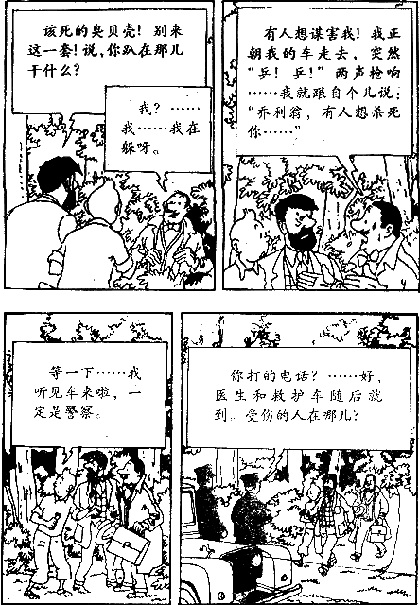 该死的臭贝壳！别来
这一套！说，你趴在那儿
干什么？
我？……
我……我在
躲呀。
有人想谋害我！我正
朝我的车走去，突然
“乒！乒！”两声枪响
……我就跟自个儿说：
“乔利翁，有人想杀死
你……”
等一下……我
听见车来啦，一
定是警察。
你打的电话？……好，
医生和救护车随后就
到。受伤的人在那儿？